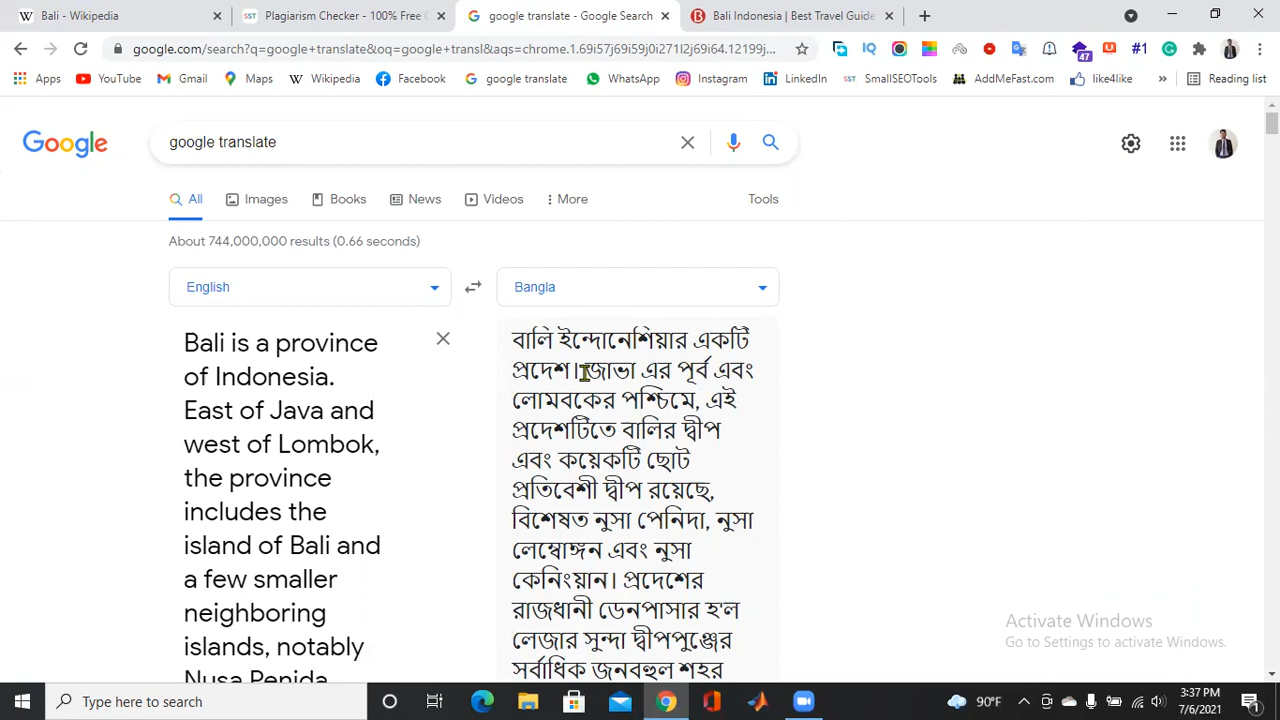 Bali - Wikipedia
Plagiarism Checker - 100% Free O
google translate - Google Search
Bali Indonesia | Best Travel Guide
google.com/search?q=google+translate&oq=google+transl&aqs=chrome.1.69i57j69i59j0i271l2j69i64.12199j...
47
#1
Apps
YouTube
Gmail
Maps
Wikipedia
Facebook
google translate
WhatsApp
Instagram
LinkedIn
SST SmallSEOTools
AddMeFast.com
like4like
»
Reading list
Google
google translate
All
Images
Books
News
Videos
More
Tools
About 744,000,000 results (0.66 seconds)
English
Bangla
Bali is a province
of Indonesia.
East of Java and
west of Lombok,
the province
includes the
island of Bali and
a few smaller
neighboring
islands, notably
Nusa Penida
বালি ইন্দোনেশিয়ার একটি
প্রদেশ। জাভা এর পূর্ব এবং
লোমবকের পশ্চিমে, এই
প্রদেশটিতে বালির দ্বীপ
এবং কয়েকটি ছোট
প্রতিবেশী দ্বীপ রয়েছে,
বিশেষত নুসা পেনিদা, নুসা
লেম্বোঙ্গন এবং নুসা
কেনিংয়ান। প্রদেশের
রাজধানী ডেনপাসার হ'ল
লেজার সুন্দা দ্বীপপুঞ্জের
সর্বাধিক জনবহুল শহর
Activate Windows
Go to Settings to activate Windows.
Type here to search
90°F
3:37 PM
7/6/2021
1